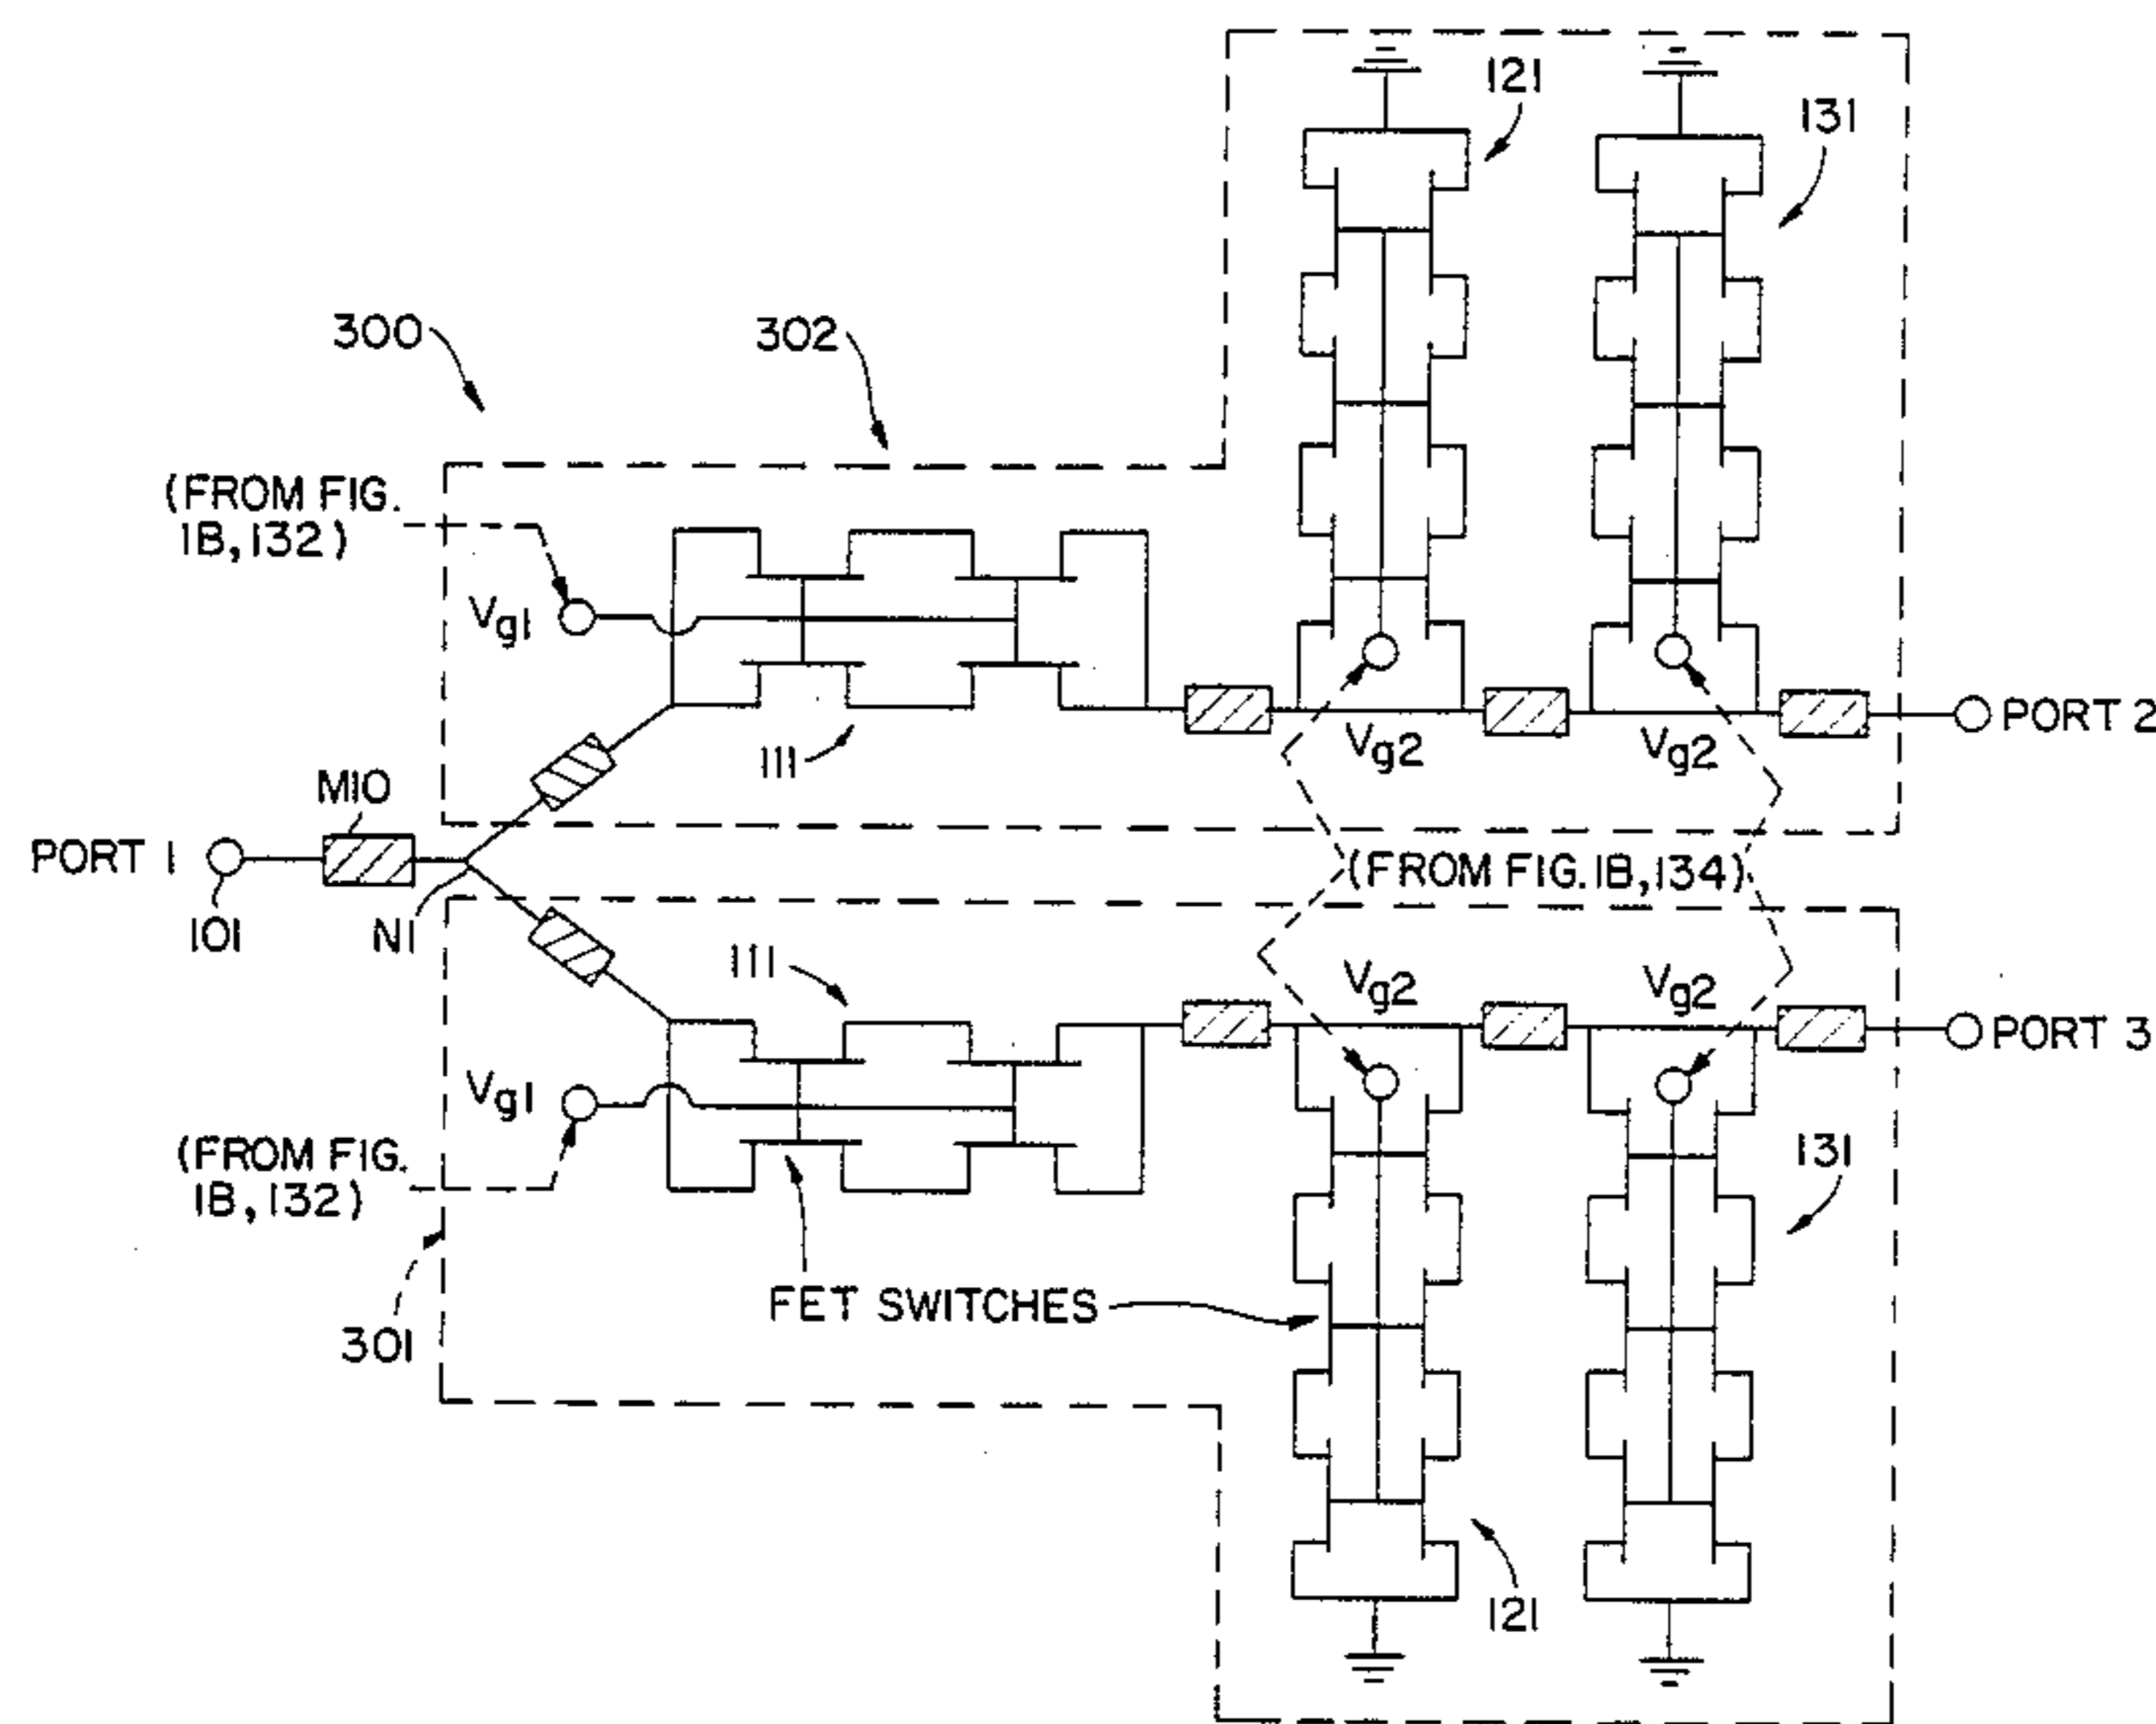 121
131
300
302
(FROM FIG.
1B, 132)
Vg1
111
Vg2
Vg2
PORT 2
M10
PORT 1
101
N1
(FROM FIG. 1B, 134)
111
Vg2
Vg2
PORT 3
Vg1
(FROM FIG.
1B, 132)
131
301
FET SWITCHES
121